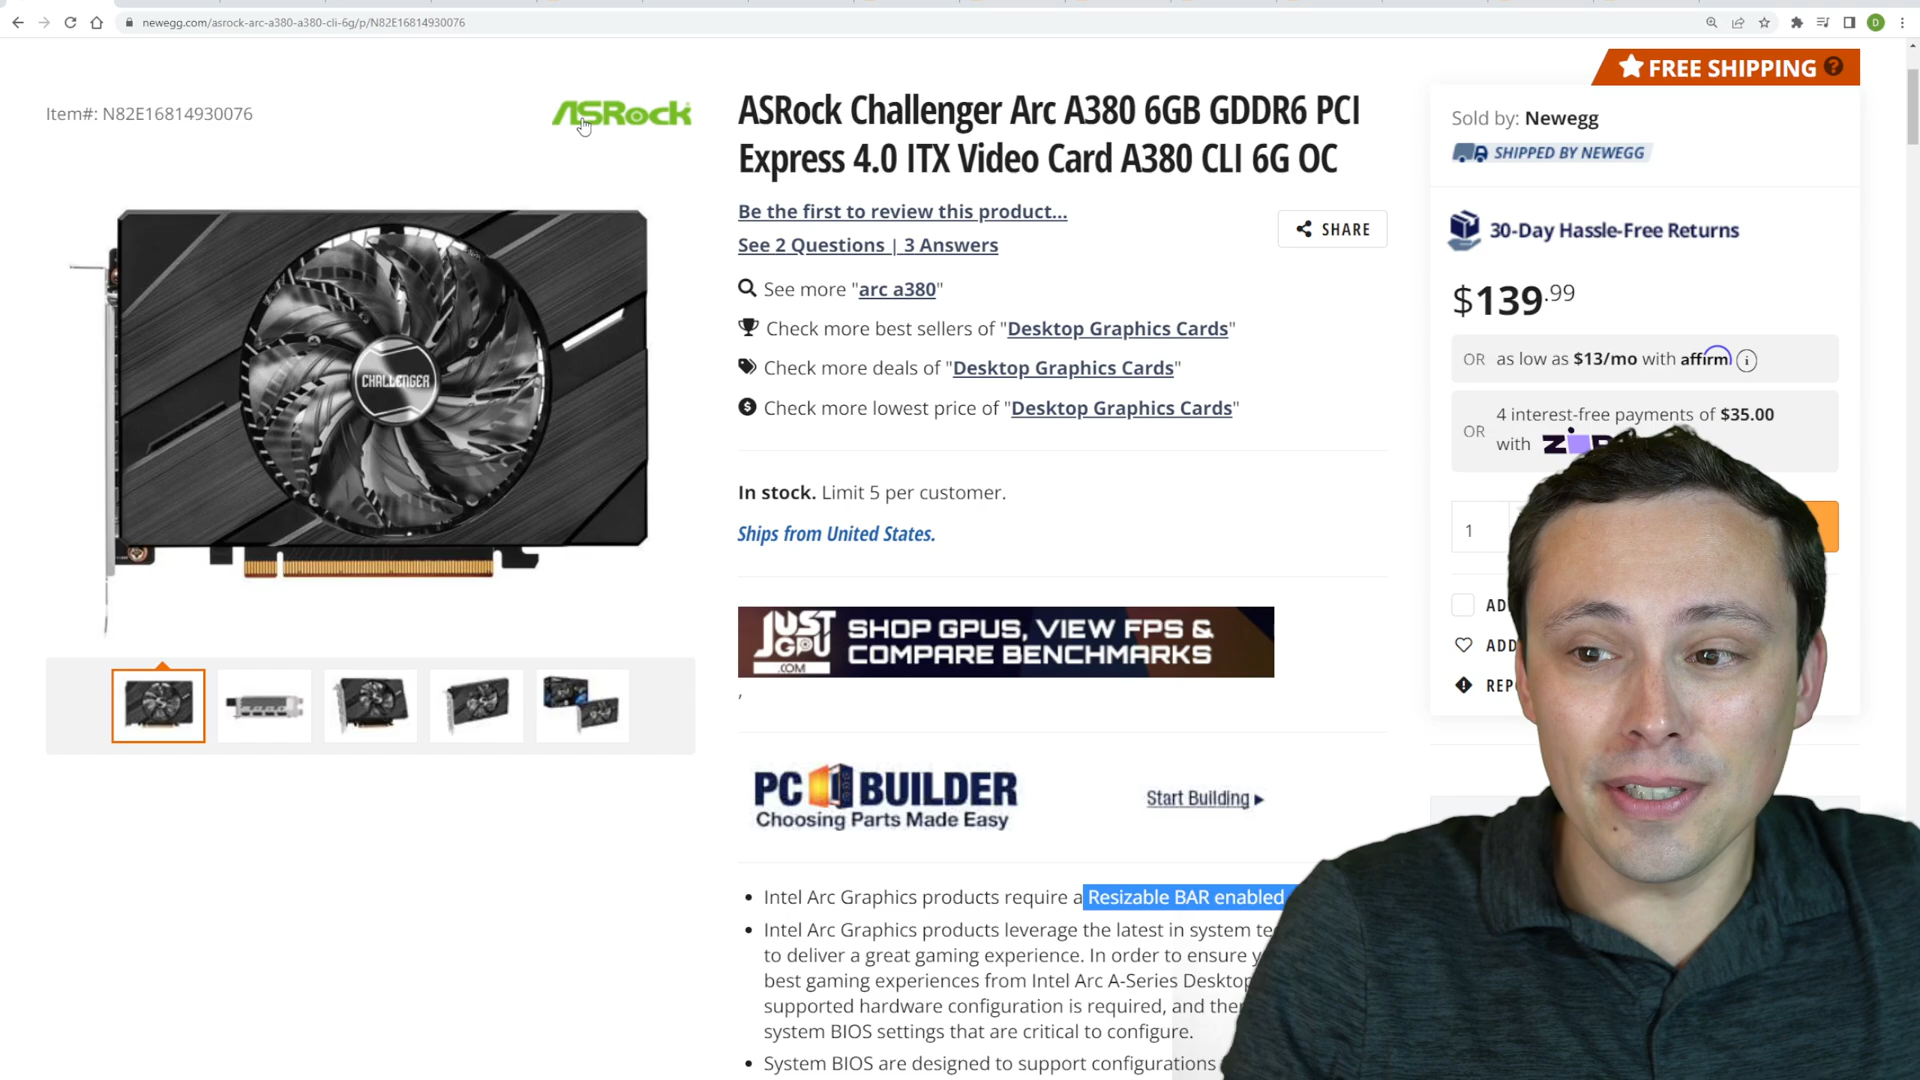 newegg.com/asrock-arc-a380-a380-cli-6g/p/N82E16814930076
D
FREE SHIPPING ?
Item#: N82E16814930076
ASRock
ASRock Challenger Arc A380 6GB GDDR6 PCI
Express 4.0 ITX Video Card A380 CLI 6G OC
Sold by: Newegg
SHIPPED BY NEWEGG
Be the first to review this product...
See 2 Questions | 3 Answers
SHARE
30-Day Hassle-Free Returns
See more "arc a380"
$139.99
Check more best sellers of "Desktop Graphics Cards"
OR as low as $13/mo with affirm i
Check more deals of "Desktop Graphics Cards"
CHALLENGER
Check more lowest price of "Desktop Graphics Cards"
4 interest-free payments of $35.00
OR
with
In stock. Limit 5 per customer.
1
Ships from United States.
JUST
GPU
.COM
SHOP GPUS, VIEW FPS &
COMPARE BENCHMARKS
,
ADD
PC BUILDER
Choosing Parts Made Easy
Start Building
Intel Arc Graphics products require a Resizable BAR enabled
Intel Arc Graphics products leverage the latest in system
to deliver a great gaming experience. In order to ensure
best gaming experiences from Intel Arc A-Series Desktop
supported hardware configuration is required, and
system BIOS settings that are critical to configure.
System BIOS are designed to support configurations